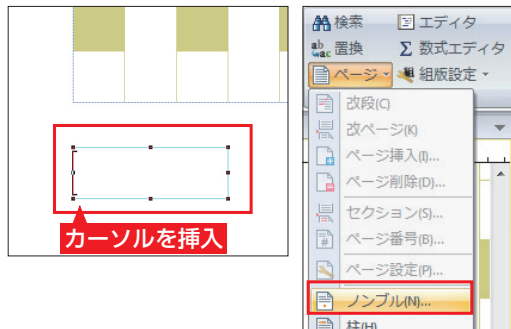 カーソルを挿入
検索 エディタ
置換 Σ 数式エディタ
ページ 組版設定
改段(C)
改ページ(K)
ページ挿入(I)...
ページ削除(D)...
セクション(S)...
ページ番号(B)...
ページ設定(P)...
ノンブル(N)...
柱(H)